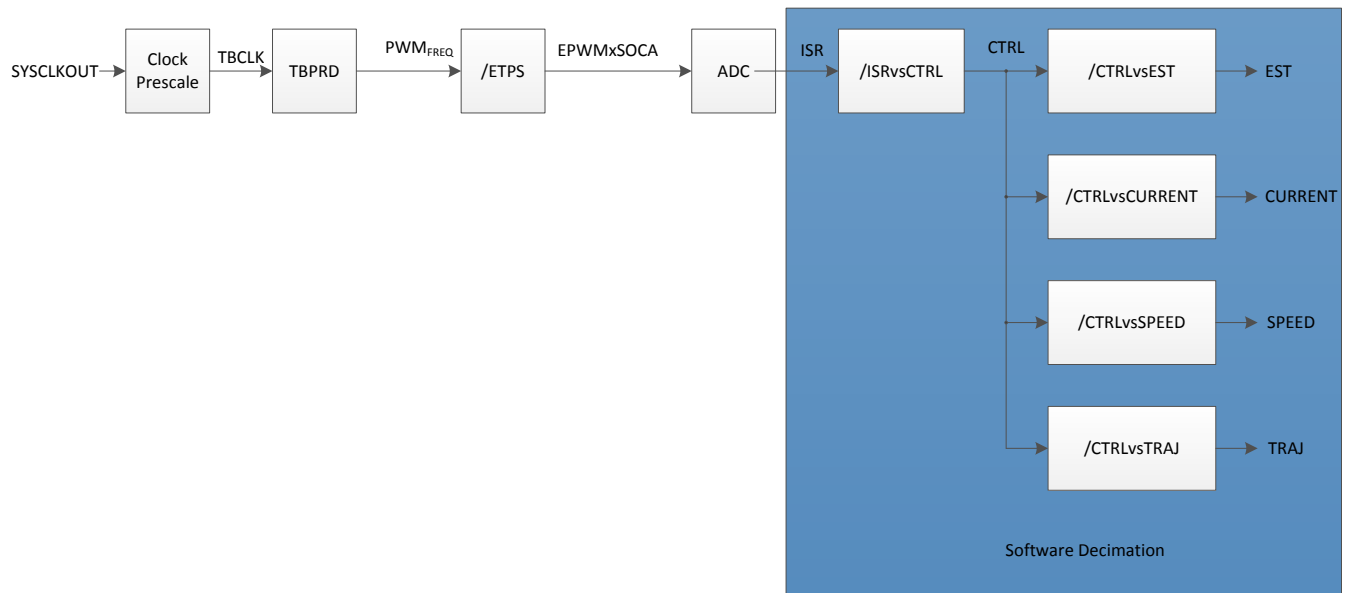 SYSCLKOUT
Clock
Prescale
TBCLK
TBPRD
PWMFREQ
/ETPS
EPWMxSOCA
ADC
ISR
/ISRvsCTRL
CTRL
/CTRLvsEST
EST
/CTRLvsCURRENT
CURRENT
/CTRLvsSPEED
SPEED
/CTRLvsTRAJ
TRAJ
Software Decimation